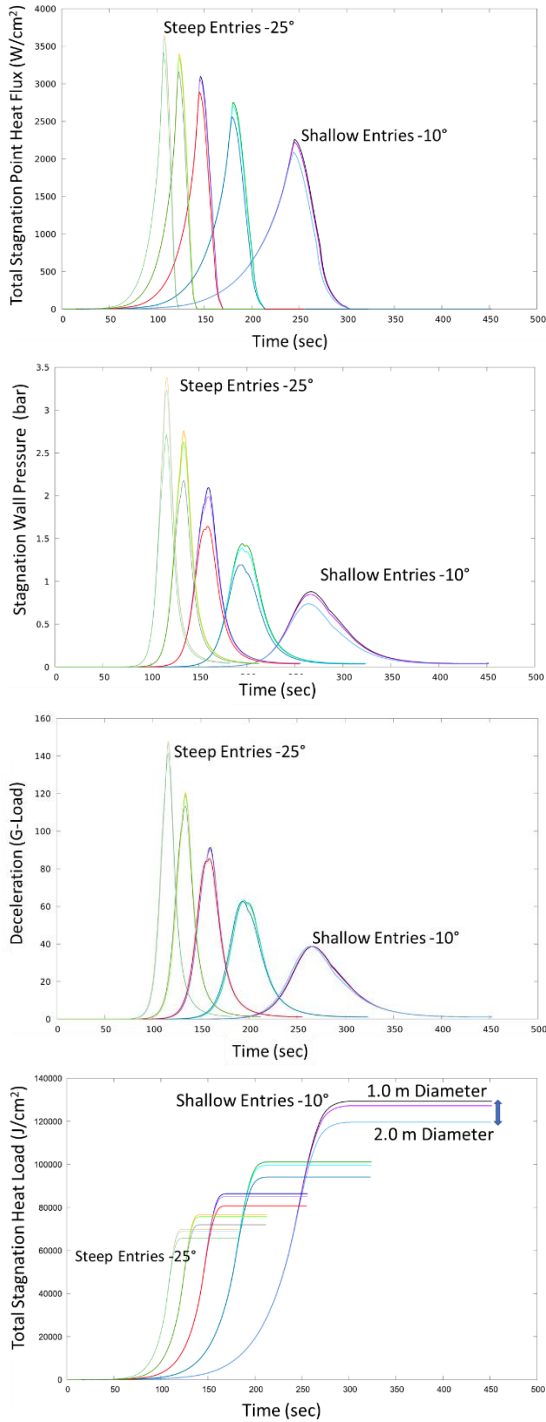 Total Stagnation Point Heat Flux (W/cm²)
4000
3500
3000
2500
2000
1500
1000
500
0
Steep Entries -25°
Shallow Entries -10°
0 50 100 150 200 250 300 350 400 450 500
Time (sec)
Stagnation Wall Pressure (bar)
3.5
3
2.5
2
1.5
1
0.5
0
Steep Entries -25°
Shallow Entries -10°
0 50 100 150 300 350 400 450 500
Time (sec)
Deceleration (G-Load)
160
140
120
100
80
60
40
20
0
Steep Entries -25°
Shallow Entries -10°
0 50 100 150 200 250 300 350 400 450 500
Time (sec)
Total Stagnation Heat Load (J/cm²)
140000
120000
100000
80000
60000
40000
20000
0
Shallow Entries -10°
1.0 m Diameter
2.0 m Diameter
Steep Entries -25°
0 50 100 150 200 250 300 350 400 450 500
Time (sec)